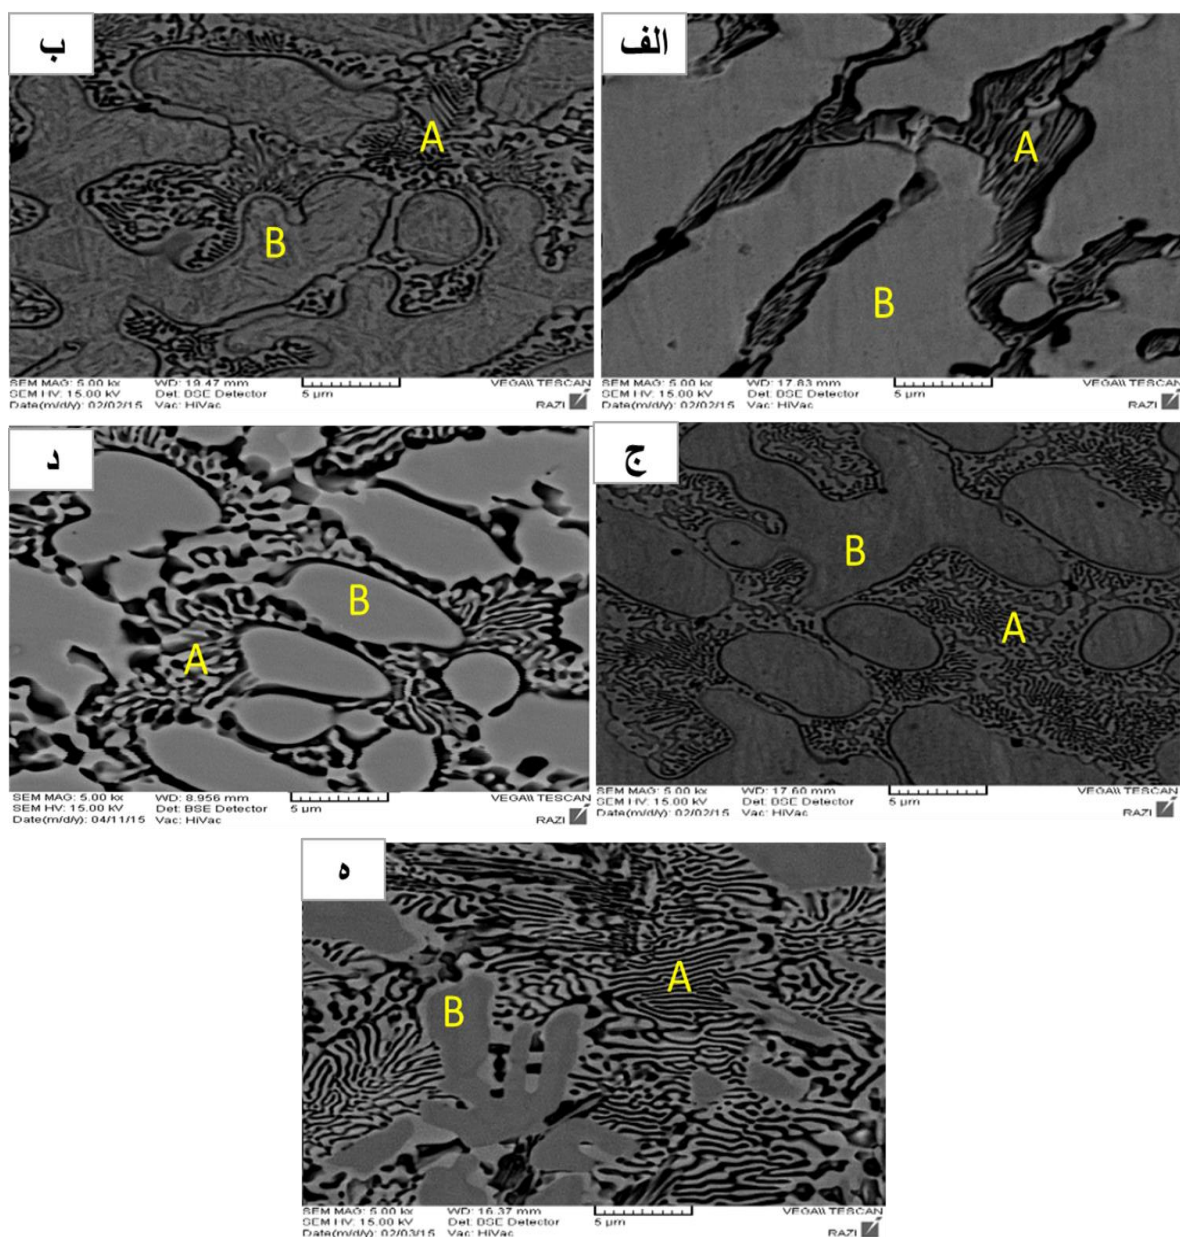 الف
A
B
SEM MAG: 5.00 kx WD: 17.83 mm
SEM HV: 15.00 kV Det: BSE Detector 5 µm VEGA\\ TESCAN
Date(m/d/y): 02/02/15 Vac: HiVac RAZI
ب
A
B
SEM MAG: 5.00 kx WD: 19.47 mm
SEM HV: 15.00 kV Det: BSE Detector 5 µm VEGA\\ TESCAN
Date(m/d/y): 02/02/15 Vac: HiVac RAZI
ج
B
A
SEM MAG: 5.00 kx WD: 17.60 mm VEGA\\ TESCAN
SEM HV: 15.00 kV Det: BSE Detector 5 µm
Date(m/d/y): 02/02/15 Vac: HiVac RAZI
د
B
A
SEM MAG: 5.00 kx WD: 8.956 mm
SEM HV: 15.00 kV Det: BSE Detector 5 µm VEGA\\ TESCAN
Date(m/d/y): 04/11/15 Vac: HiVac RAZI
ه
A
B
SEM MAG: 5.00 kx WD: 16.37 mm VEGA\\ TESCAN
SEM HV: 15.00 kV Det: BSE Detector 5 µm
Date(m/d/y): 02/03/15 Vac: HiVac RAZI